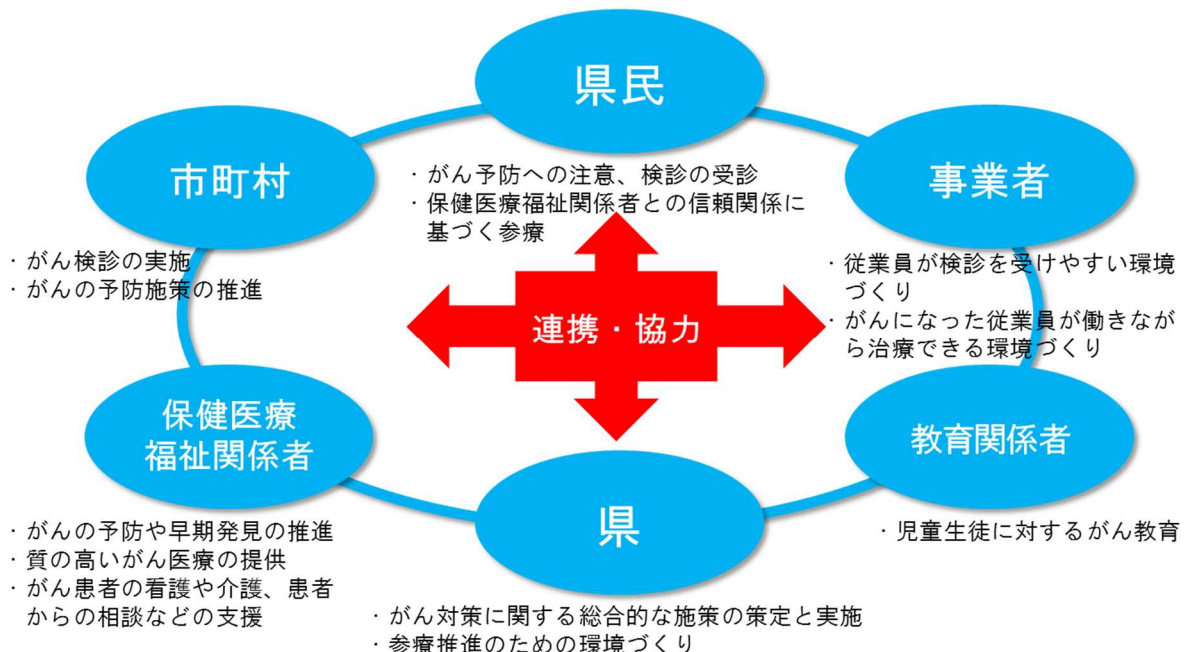 県民
・がん予防への注意、検診の受診
・保健医療福祉関係者との信頼関係に
基づく参療
市町村
・がん検診の実施
・がんの予防施策の推進
事業者
・従業員が検診を受けやすい環境
づくり
・がんになった従業員が働きなが
ら治療できる環境づくり
連携・協力
保健医療
福祉関係者
・がんの予防や早期発見の推進
・質の高いがん医療の提供
・がん患者の看護や介護、患者
からの相談などの支援
県
・がん対策に関する総合的な施策の策定と実施
・参療推進のための環境づくり
教育関係者
・児童生徒に対するがん教育